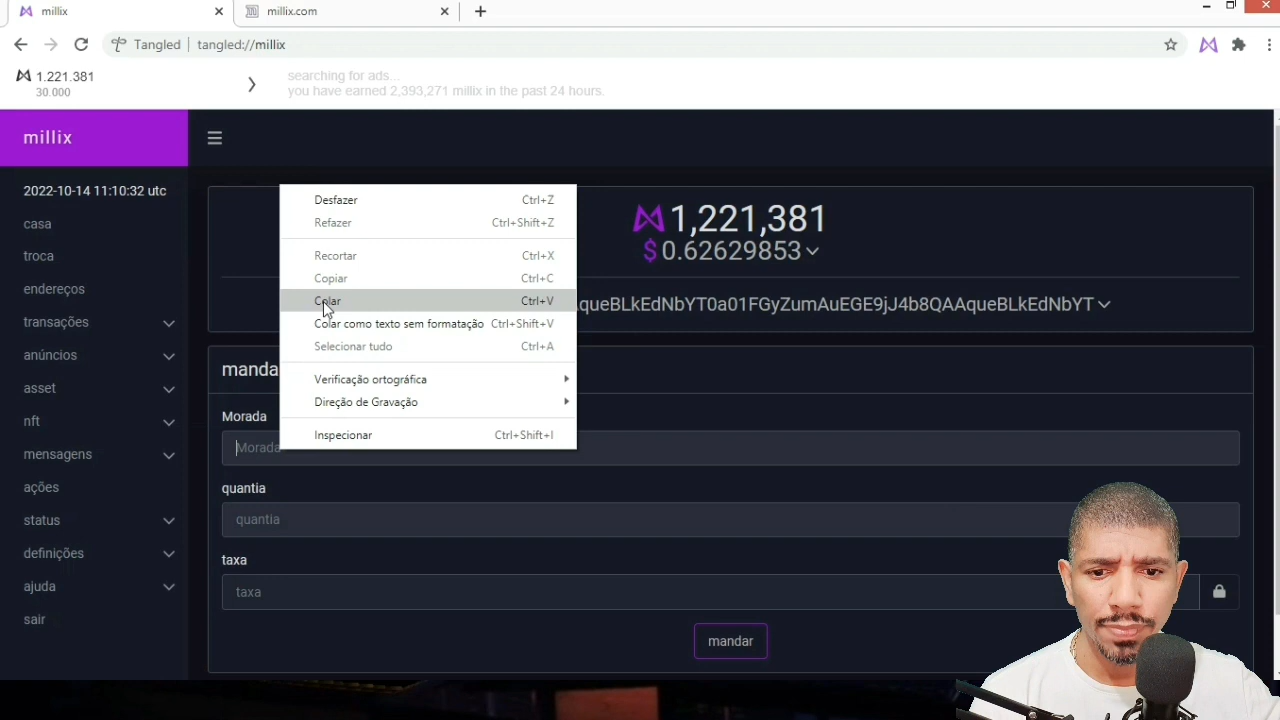 millix
millix.com
Tangled
tangled://millix
1.221.381
30.000
searching for ads...
you have earned 2,393,271 millix in the past 24 hours.
millix
2022-10-14 11:10:32 utc
casa
troca
endereços
transações
anúncios
asset
nft
mensagens
ações
status
definições
ajuda
sair
Desfazer Ctrl+Z
Refazer Ctrl+Shift+Z
Recortar Ctrl+X
Copiar Ctrl+C
Colar Ctrl+V
Colar como texto sem formatação Ctrl+Shift+V
Selecionar tudo Ctrl+A
Verificação ortográfica
Direção de Gravação
Inspecionar Ctrl+Shift+I
1,221,381
$ 0.62629853
queBLkEdNbYT0a01FGyZumAuEGE9jJ4b8QAAqueBLkEdNbYT
manda
Morada
Morada
quantia
quantia
taxa
taxa
mandar